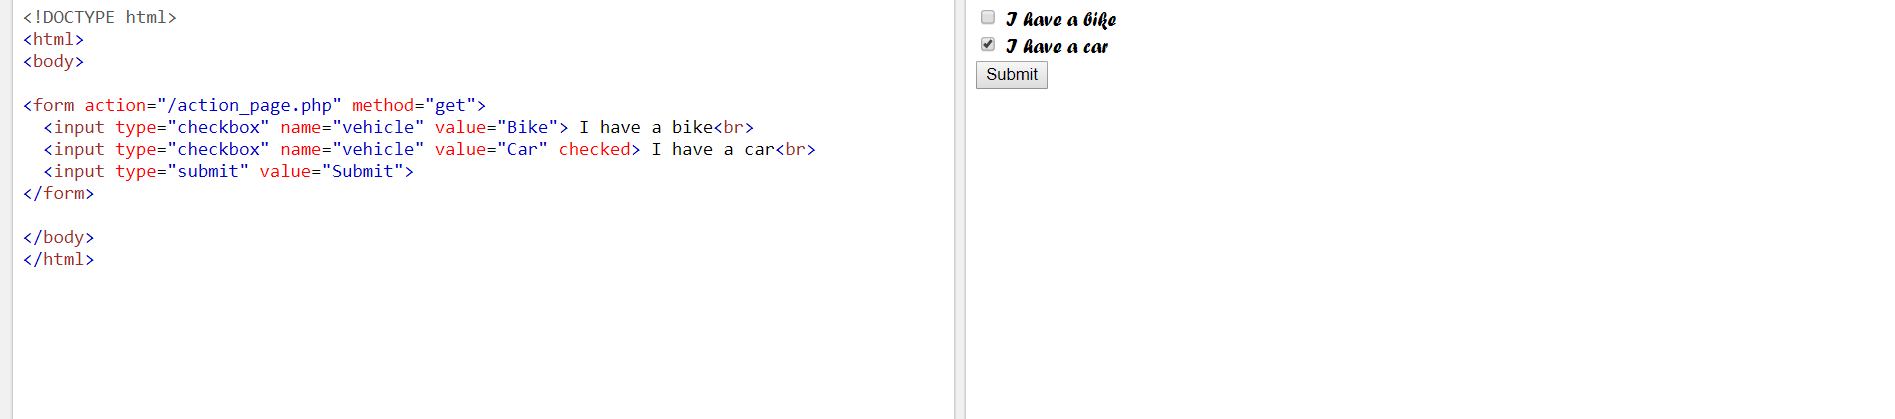 <!DOCTYPE html>
<html>
<body>
<form action="/action_page.php" method="get">
<input type="checkbox" name="vehicle" value="Bike"> I have a bike<br>
<input type="checkbox" name="vehicle" value="Car" checked> I have a car<br>
<input type="submit" value="Submit">
</form>
</body>
</html>
I have a bike
I have a car
Submit